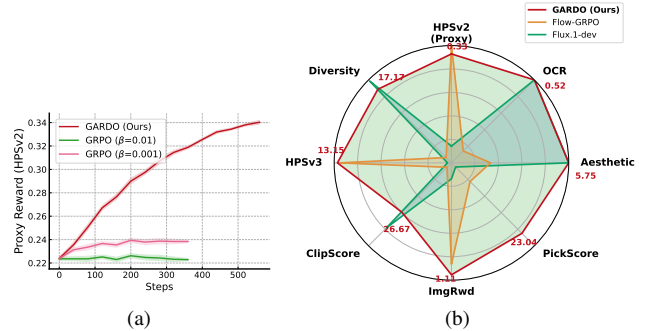 GARDO (Ours)
Flow-GRPO
Flux.1-dev
HPSv2
(Proxy)
0.33
OCR
0.52
Aesthetic
5.75
PickScore
23.04
ImgRwd
1.11
ClipScore
26.67
HPSv3
13.15
Diversity
17.17
Proxy Reward (HPSv2)
0.34
0.32
0.30
0.28
0.26
0.24
0.22
GARDO (Ours)
GRPO (β=0.01)
GRPO (β=0.001)
0 100 200 300 400 500
Steps
(a)
(b)